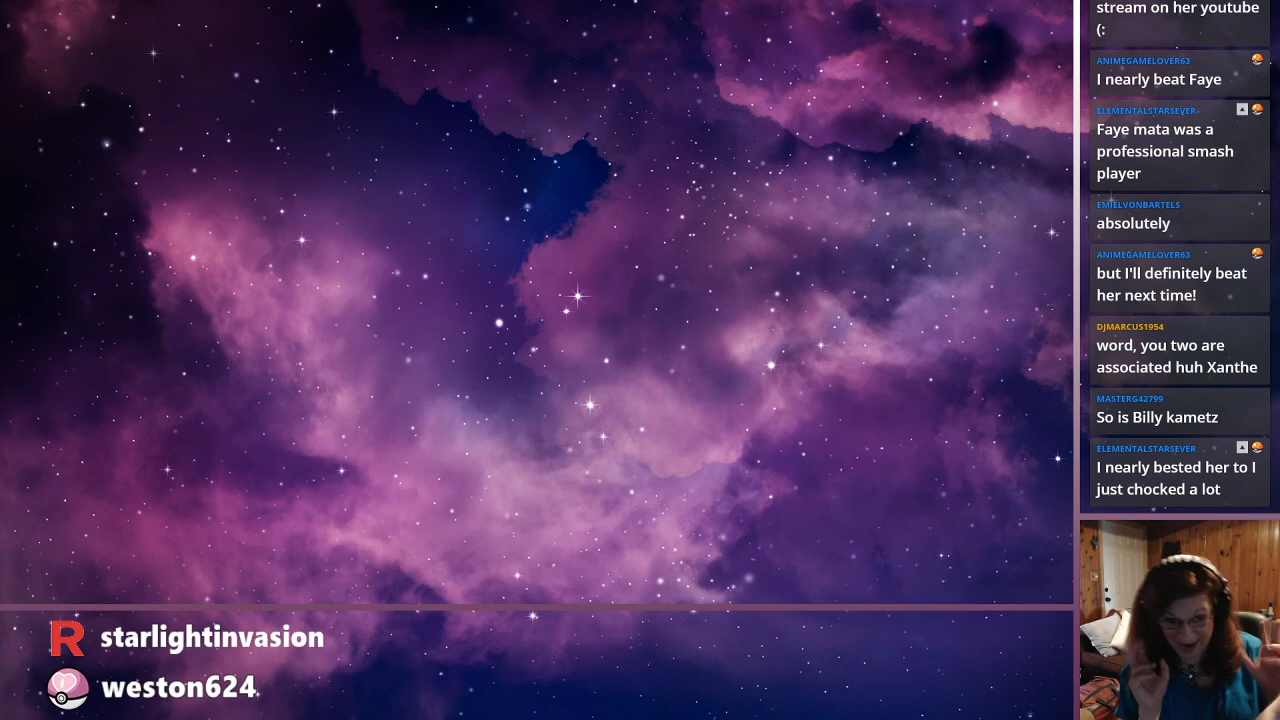 stream on her youtube
(:
ANIMEGAMELOVER63
I nearly beat Faye
ELEMENTALSTARSEVER
Faye mata was a
professional smash
player
EMIELVONBARTELS
absolutely
ANIMEGAMELOVER63
but I'll definitely beat
her next time!
DJMARCUS1954
word, you two are
associated huh Xanthe
MASTERG42799
So is Billy kametz
ELEMENTALSTARSEVER
I nearly bested her to I
just chocked a lot
R starlightinvasion
weston624